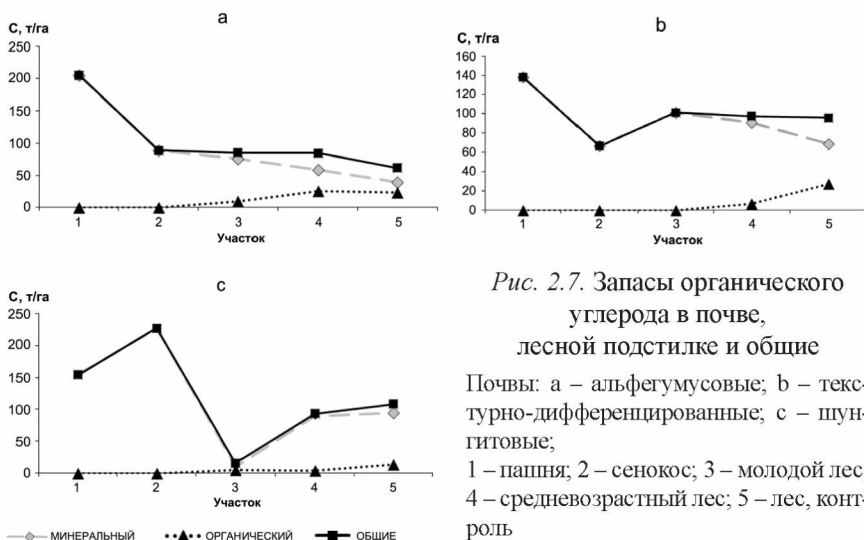 a
С, т/га
250
200
150
100
50
0
1 2 3 4 5
Участок
b
С, т/га
160
140
120
100
80
60
40
20
0
1 2 3 4 5
Участок
c
С, т/га
250
200
150
100
50
0
1 2 3 4 5
Участок
МИНЕРАЛЬНЫЙ ОРГАНИЧЕСКИЙ ОБЩИЕ
Рис. 2.7. Запасы органического
углерода в почве,
лесной подстилке и общие
Почвы: а – альфегумусовые; b – текс-
турно-дифференцированные; с – шун-
гитовые;
1 – пашня; 2 – сенокос; 3 – молодой лес
4 – средневозрастный лес; 5 – лес, конт-
роль